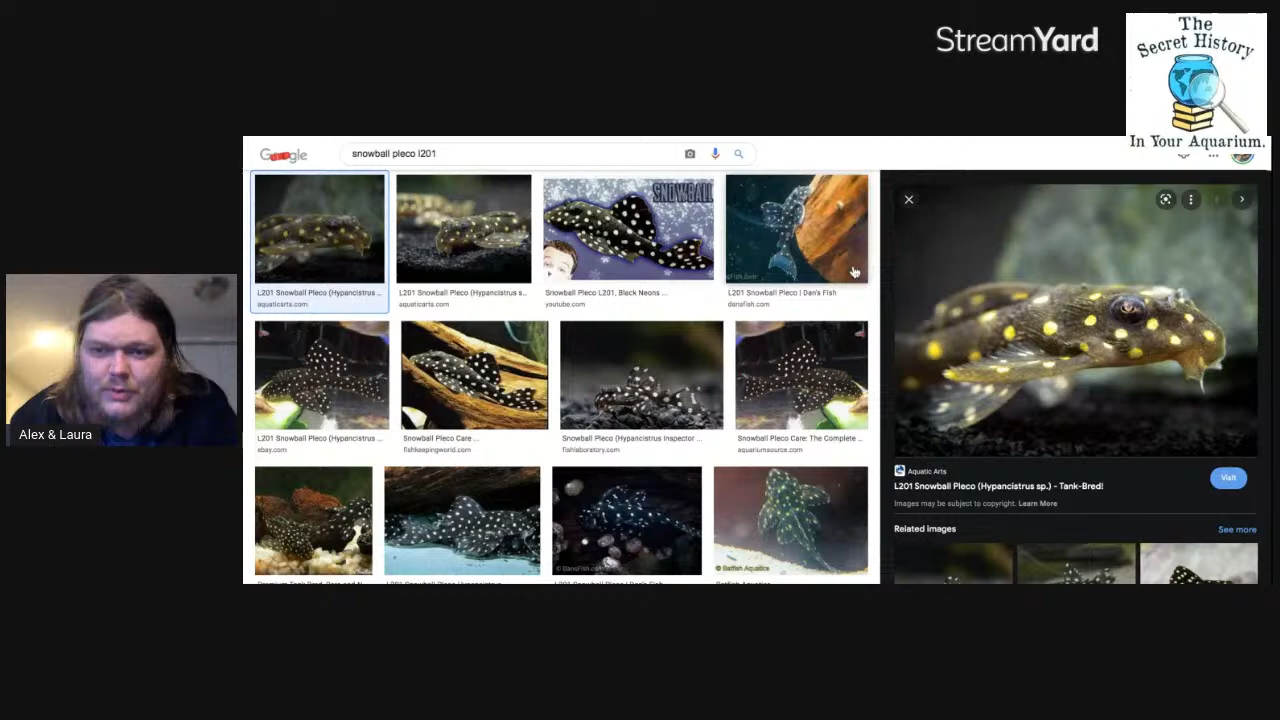 StreamYard
The
Secret History
In Your Aquarium.
Google
snowball pleco l201
SNOWBALL
L201 Snowball Pleco (Hypancistrus ...
aquaticarts.com
L201 Snowball Pleco (Hypancistrus s...
aquaticarts.com
Snowball Pleco L201, Black Neons ...
youtube.com
L201 Snowball Pleco | Dan's Fish
dansfish.com
L201 Snowball Pleco (Hypancistrus ...
ebay.com
Snowball Pleco Care ...
fishkeepingworld.com
Snowball Pleco (Hypancistrus Inspector ...
fishlaboratory.com
Snowball Pleco Care: The Complete ...
aquariumsource.com
© DansFish.com
© Batfish Aquatics
Aquatic Arts
L201 Snowball Pleco (Hypancistrus sp.) - Tank-Bred!
Visit
Images may be subject to copyright. Learn More
Related images
See more
Alex & Laura